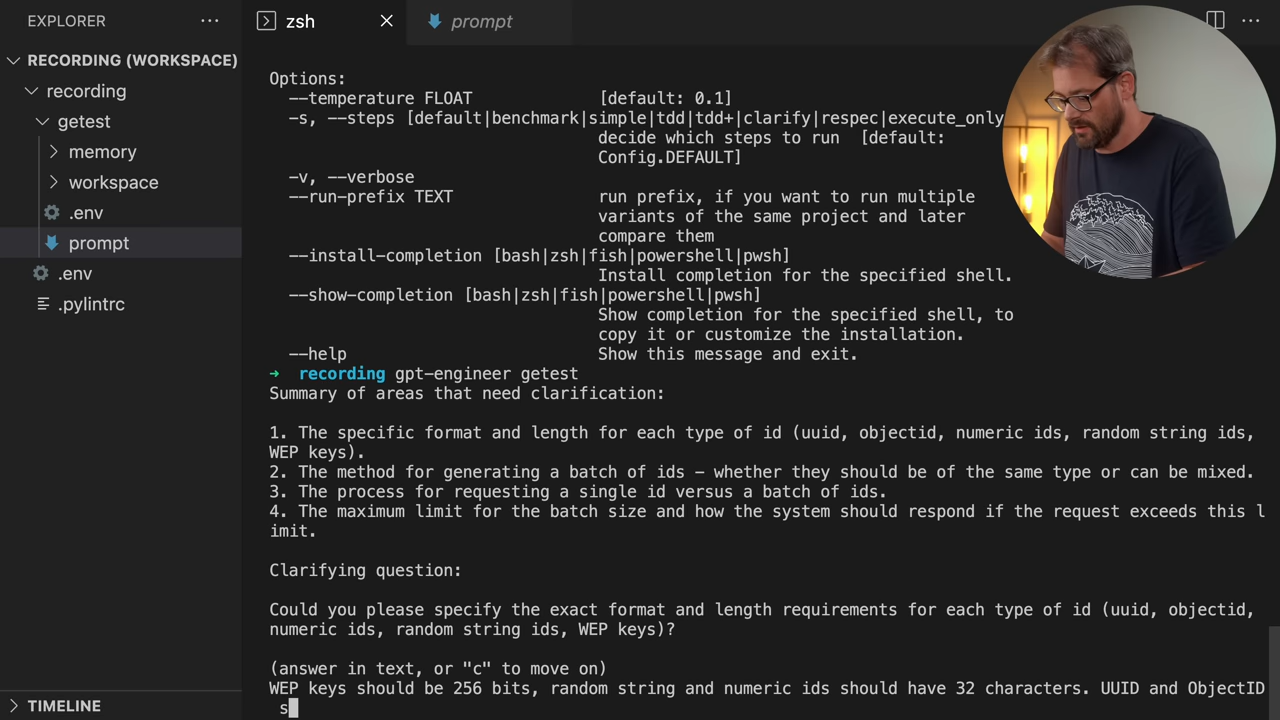 EXPLORER
zsh
prompt
RECORDING (WORKSPACE)
recording
getest
memory
workspace
.env
prompt
.env
.pylintrc
TIMELINE
Options:
--temperature FLOAT [default: 0.1]
-s, --steps [default|benchmark|simple|tdd|tdd+|clarify|respec|execute_only
decide which steps to run [default:
Config.DEFAULT]
-v, --verbose
--run-prefix TEXT run prefix, if you want to run multiple
variants of the same project and later
compare them
--install-completion [bash|zsh|fish|powershell|pwsh]
Install completion for the specified shell.
--show-completion [bash|zsh|fish|powershell|pwsh]
Show completion for the specified shell, to
copy it or customize the installation.
--help Show this message and exit.
➜ recording gpt-engineer getest
Summary of areas that need clarification:
1. The specific format and length for each type of id (uuid, objectid, numeric ids, random string ids,
WEP keys).
2. The method for generating a batch of ids - whether they should be of the same type or can be mixed.
3. The process for requesting a single id versus a batch of ids.
4. The maximum limit for the batch size and how the system should respond if the request exceeds this l
imit.
Clarifying question:
Could you please specify the exact format and length requirements for each type of id (uuid, objectid,
numeric ids, random string ids, WEP keys)?
(answer in text, or "c" to move on)
WEP keys should be 256 bits, random string and numeric ids should have 32 characters. UUID and ObjectID
s